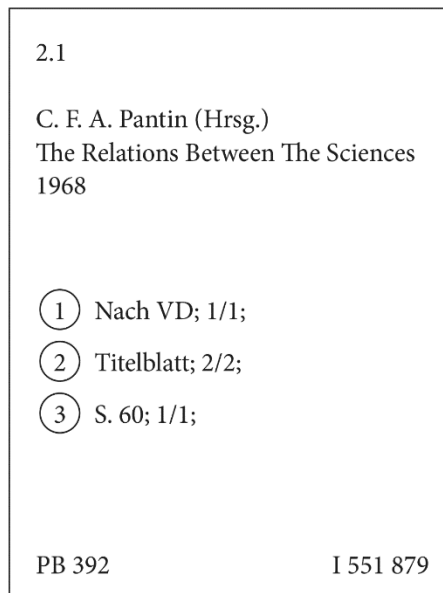 2.1
C. F. A. Pantin (Hrsg.)
The Relations Between The Sciences
1968
1 Nach VD; 1/1;
2 Titelblatt; 2/2;
3 S. 60; 1/1;
PB 392 I 551 879